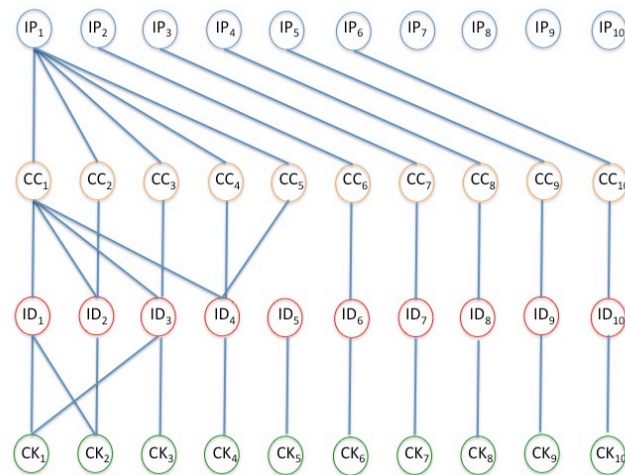 IP₁ IP₂ IP₃ IP₄ IP₅ IP₆ IP₇ IP₈ IP₉ IP₁₀
CC₁ CC₂ CC₃ CC₄ CC₅ CC₆ CC₇ CC₈ CC₉ CC₁₀
ID₁ ID₂ ID₃ ID₄ ID₅ ID₆ ID₇ ID₈ ID₉ ID₁₀
CK₁ CK₂ CK₃ CK₄ CK₅ CK₆ CK₇ CK₈ CK₉ CK₁₀